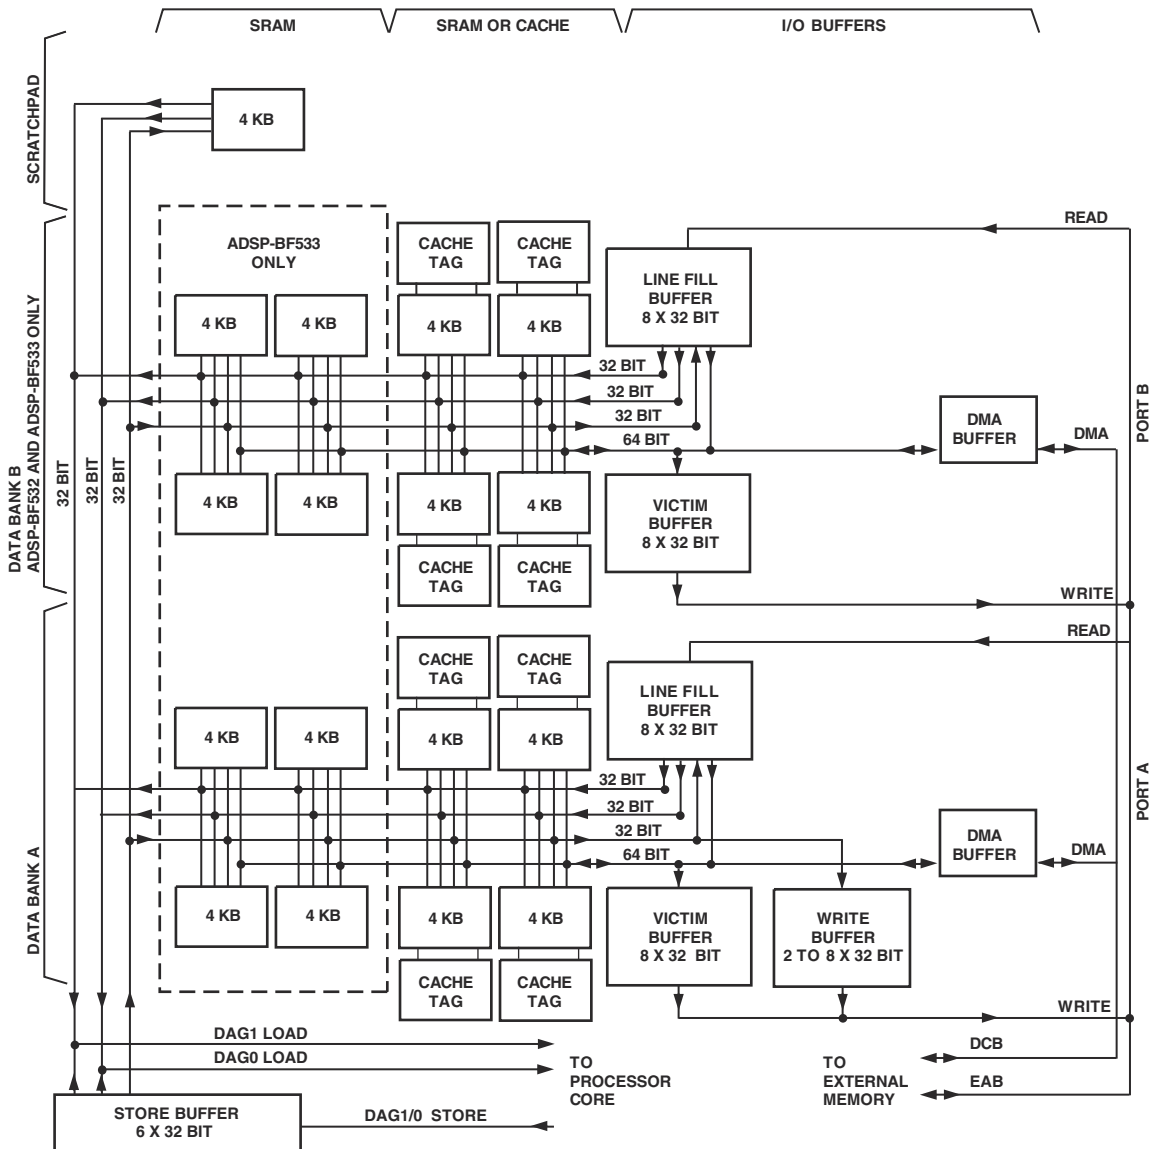 SRAM
SRAM OR CACHE
I/O BUFFERS
SCRATCHPAD
4 KB
DATA BANK B
ADSP-BF532 AND ADSP-BF533 ONLY
ADSP-BF533
ONLY
CACHE
TAG
CACHE
TAG
LINE FILL
BUFFER
8 X 32 BIT
READ
4 KB
4 KB
4 KB
4 KB
32 BIT
32 BIT
32 BIT
64 BIT
32 BIT
32 BIT
32 BIT
DMA
BUFFER
DMA
PORT B
4 KB
4 KB
4 KB
4 KB
VICTIM
BUFFER
8 X 32 BIT
CACHE
TAG
CACHE
TAG
WRITE
DATA BANK A
CACHE
TAG
CACHE
TAG
LINE FILL
BUFFER
8 X 32 BIT
READ
4 KB
4 KB
4 KB
4 KB
32 BIT
32 BIT
32 BIT
64 BIT
DMA
BUFFER
DMA
PORT A
4 KB
4 KB
4 KB
4 KB
VICTIM
BUFFER
8 X 32 BIT
WRITE
BUFFER
2 TO 8 X 32 BIT
CACHE
TAG
CACHE
TAG
WRITE
DAG1 LOAD
DAG0 LOAD
TO
PROCESSOR
CORE
TO
EXTERNAL
MEMORY
DCB
EAB
STORE BUFFER
6 X 32 BIT
DAG1/0 STORE